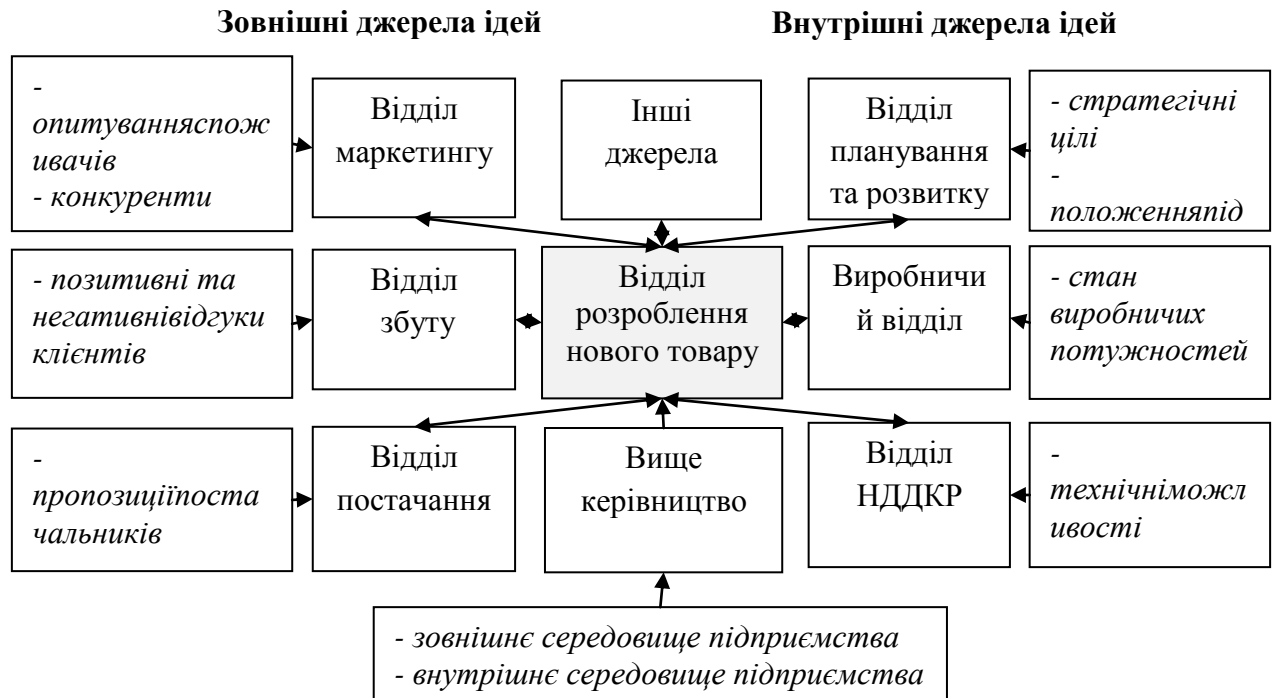 Зовнішні джерела ідей
Внутрішні джерела ідей
-
опитуванняспож
ивачів
- конкуренти
Відділ
маркетингу
Інші
джерела
Відділ
планування
та розвитку
- стратегічні
цілі
-
положенняпід
- позитивні та
негативнівідгуки
клієнтів
Відділ
збуту
Відділ
розроблення
нового товару
Виробничи
й відділ
- стан
виробничих
потужностей
-
пропозиціїпоста
чальників
Відділ
постачання
Вище
керівництво
Відділ
НДДКР
-
технічніможл
ивості
- зовнішнє середовище підприємства
- внутрішнє середовище підприємства